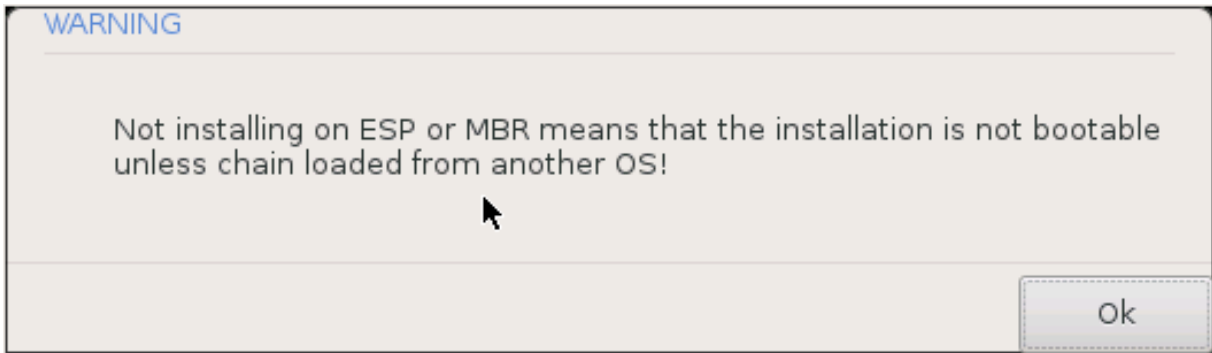 WARNING
Not installing on ESP or MBR means that the installation is not bootable
unless chain loaded from another OS!
Ok